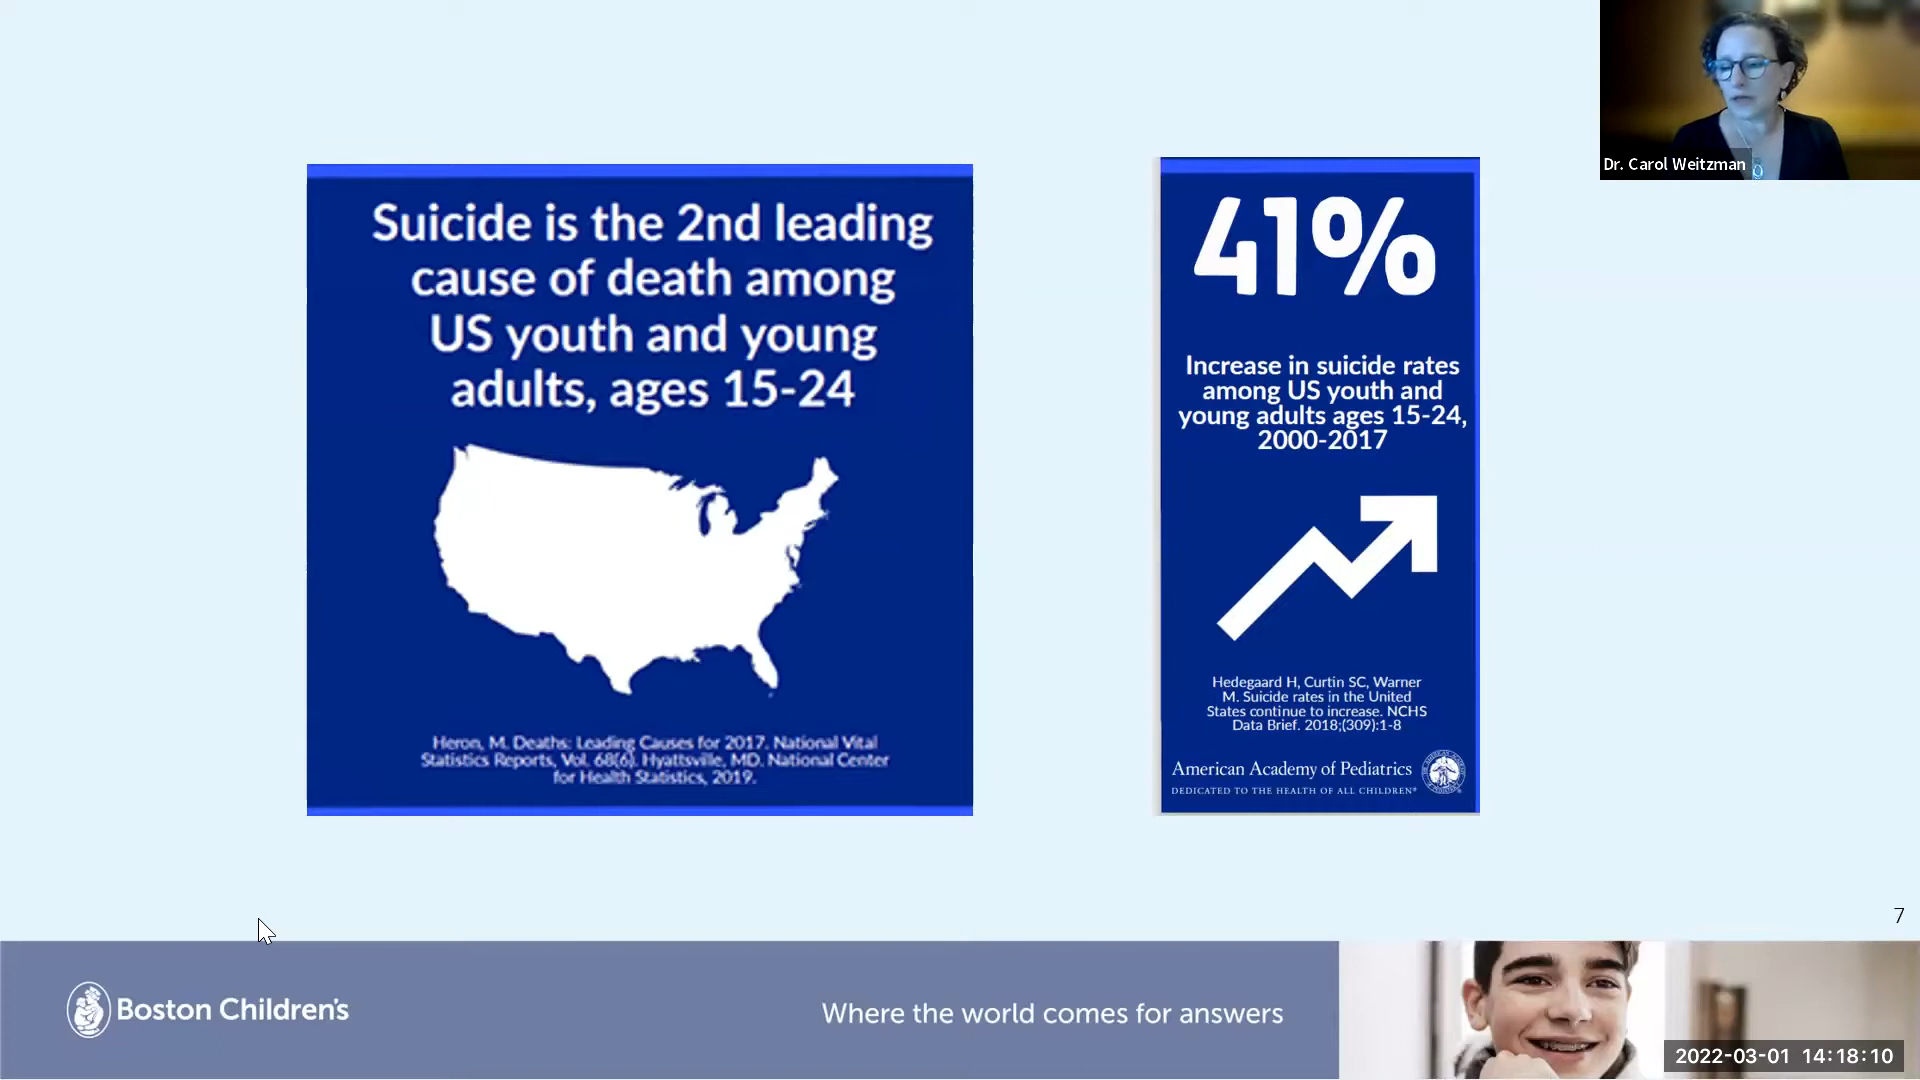 Dr. Carol Weitzman
Suicide is the 2nd leading
cause of death among
US youth and young
adults, ages 15-24
Heron, M. Deaths: Leading Causes for 2017. National Vital
Statistics Reports, Vol. 68(6). Hyattsville, MD. National Center
for Health Statistics, 2019.
41%
Increase in suicide rates
among US youth and
young adults ages 15-24,
2000-2017
Hedegaard H, Curtin SC, Warner
M. Suicide rates in the United
States continue to increase. NCHS
Data Brief. 2018;(309):1-8
American Academy of Pediatrics
DEDICATED TO THE HEALTH OF ALL CHILDREN®
7
Boston Children's
Where the world comes for answers
2022-03-01 14:18:10